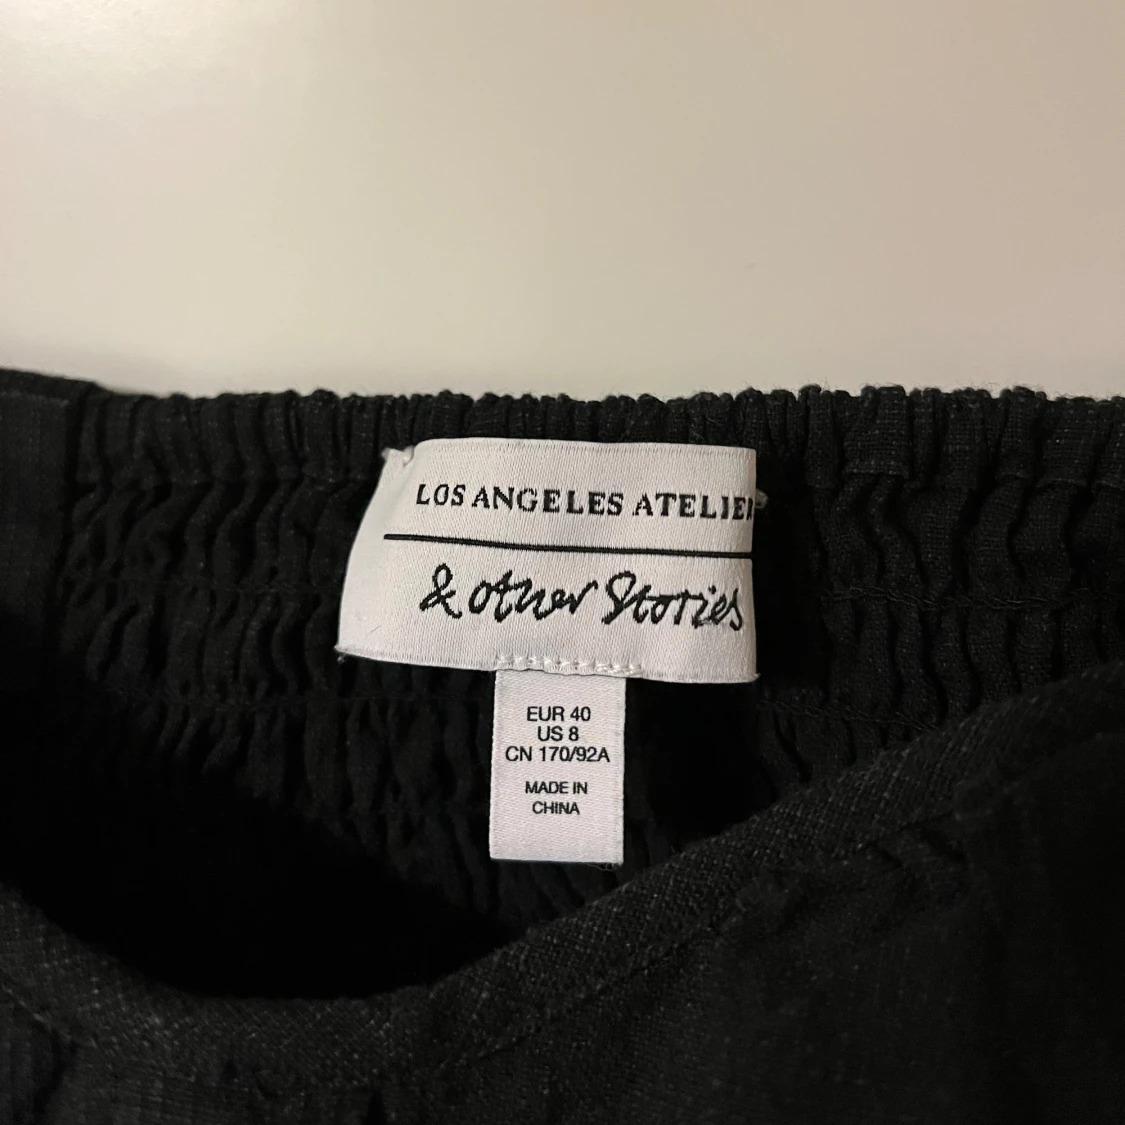 LOS ANGELES ATELIER
& other Stories
EUR 40
US 8
CN 170/92A
MADE IN
CHINA